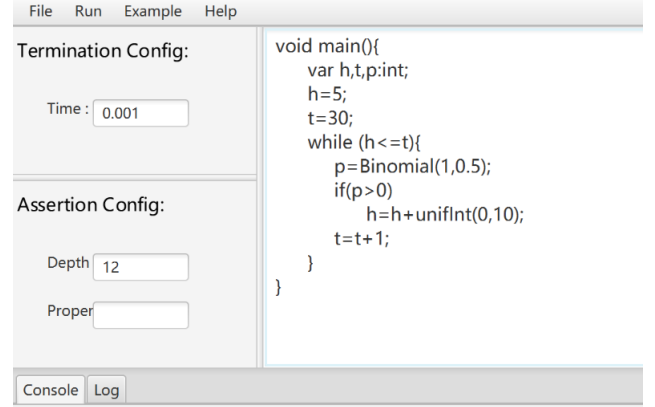 File Run Example Help
Termination Config:
Time : 0.001
Assertion Config:
Depth 12
Proper
void main(){
var h,t,p:int;
h=5;
t=30;
while (h<=t){
p=Binomial(1,0.5);
if(p>0)
h=h+unifInt(0,10);
t=t+1;
}
}
Console Log